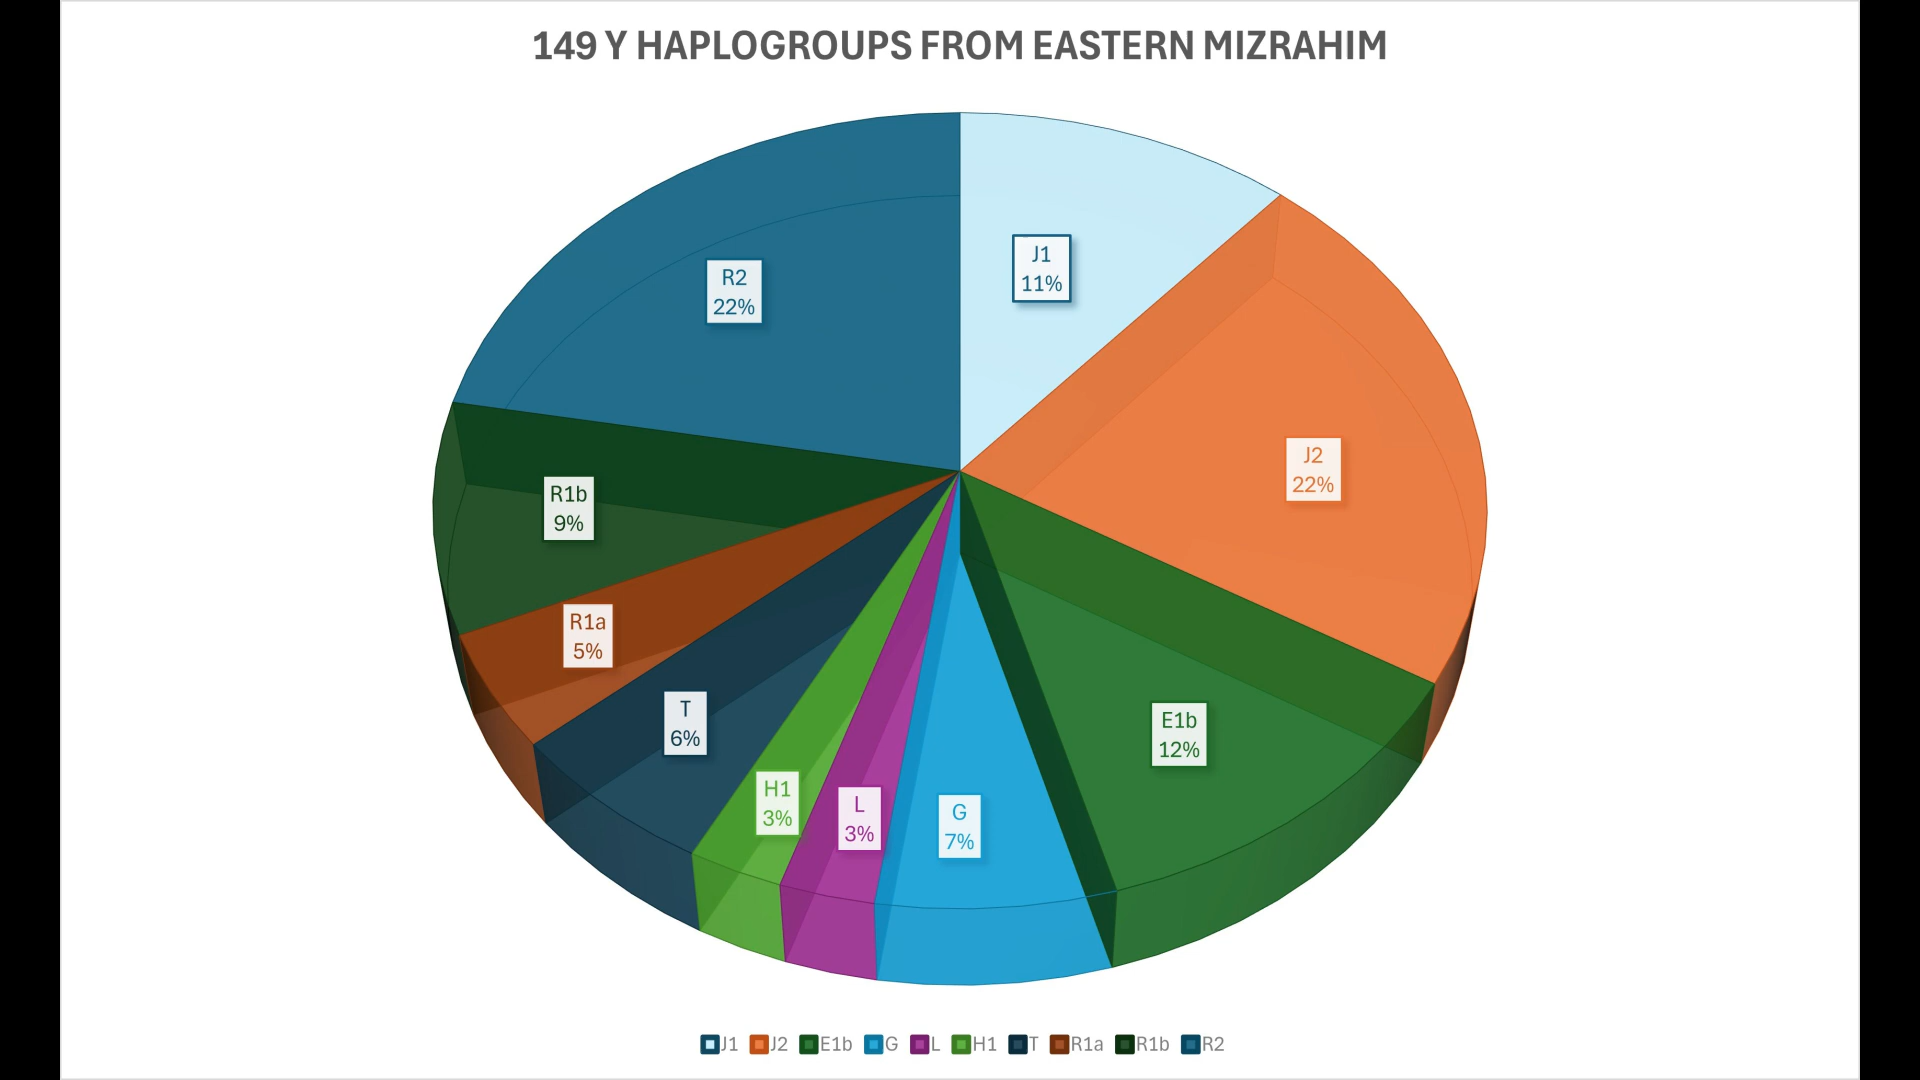 149 Y HAPLOGROUPS FROM EASTERN MIZRAHIM
J1
11%
R2
22%
J2
22%
R1b
9%
R1a
5%
T
6%
E1b
12%
H1
3%
L
3%
G
7%
J1 J2 E1b G L H1 T R1a R1b R2